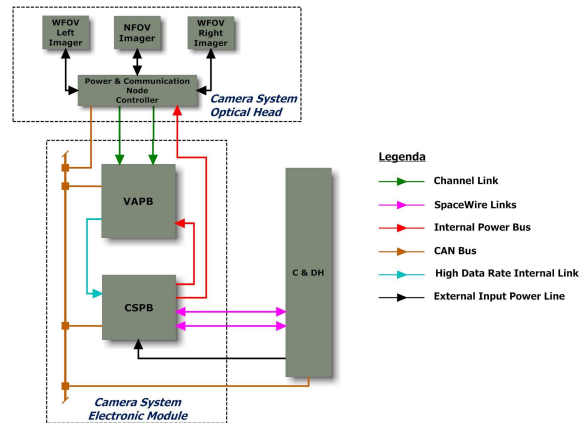 WFOV
Left
Imager
NFOV
Imager
WFOV
Right
Imager
Power & Communication
Node
Controller
Camera System
Optical Head
VAPB
CSPB
C & DH
Camera System
Electronic Module
Legenda
Channel Link
SpaceWire Links
Internal Power Bus
CAN Bus
High Data Rate Internal Link
External Input Power Line